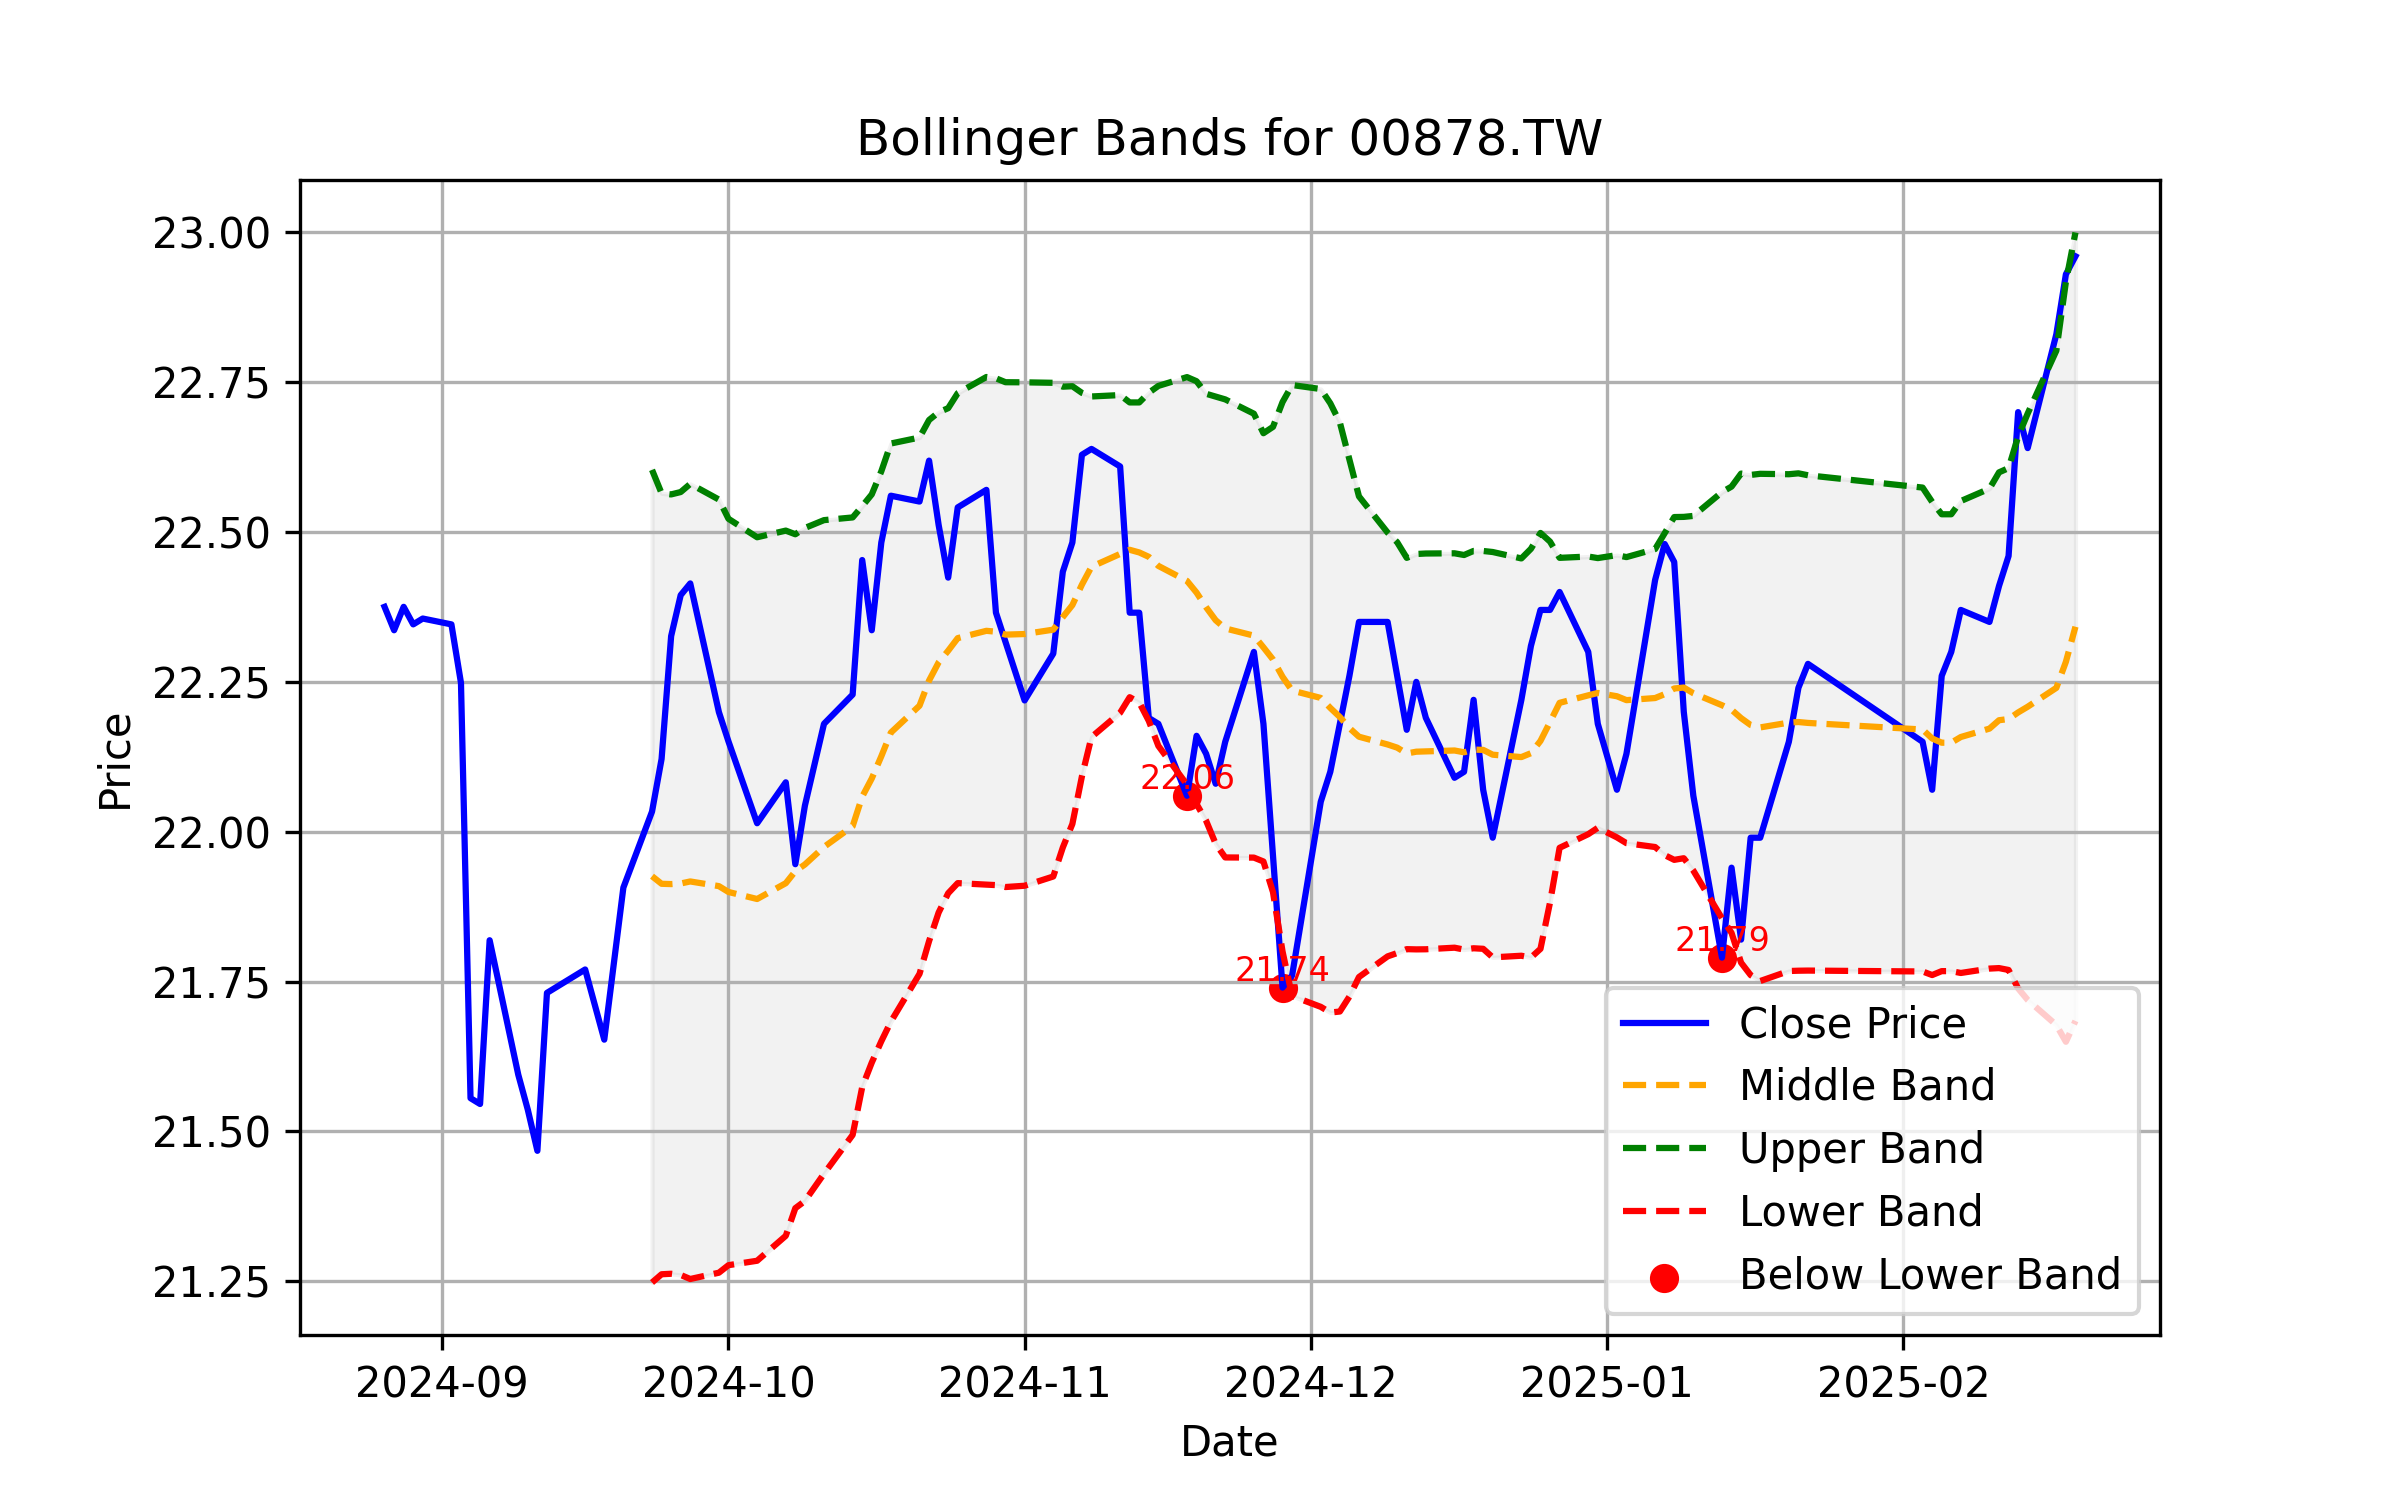 Bollinger Bands for 00878.TW
23.00
22.75
22.50
22.25
22.00
21.75
21.50
21.25
Price
22.06
21.74
21.79
Close Price
Middle Band
Upper Band
Lower Band
Below Lower Band
2024-09
2024-10
2024-11
2024-12
2025-01
2025-02
Date